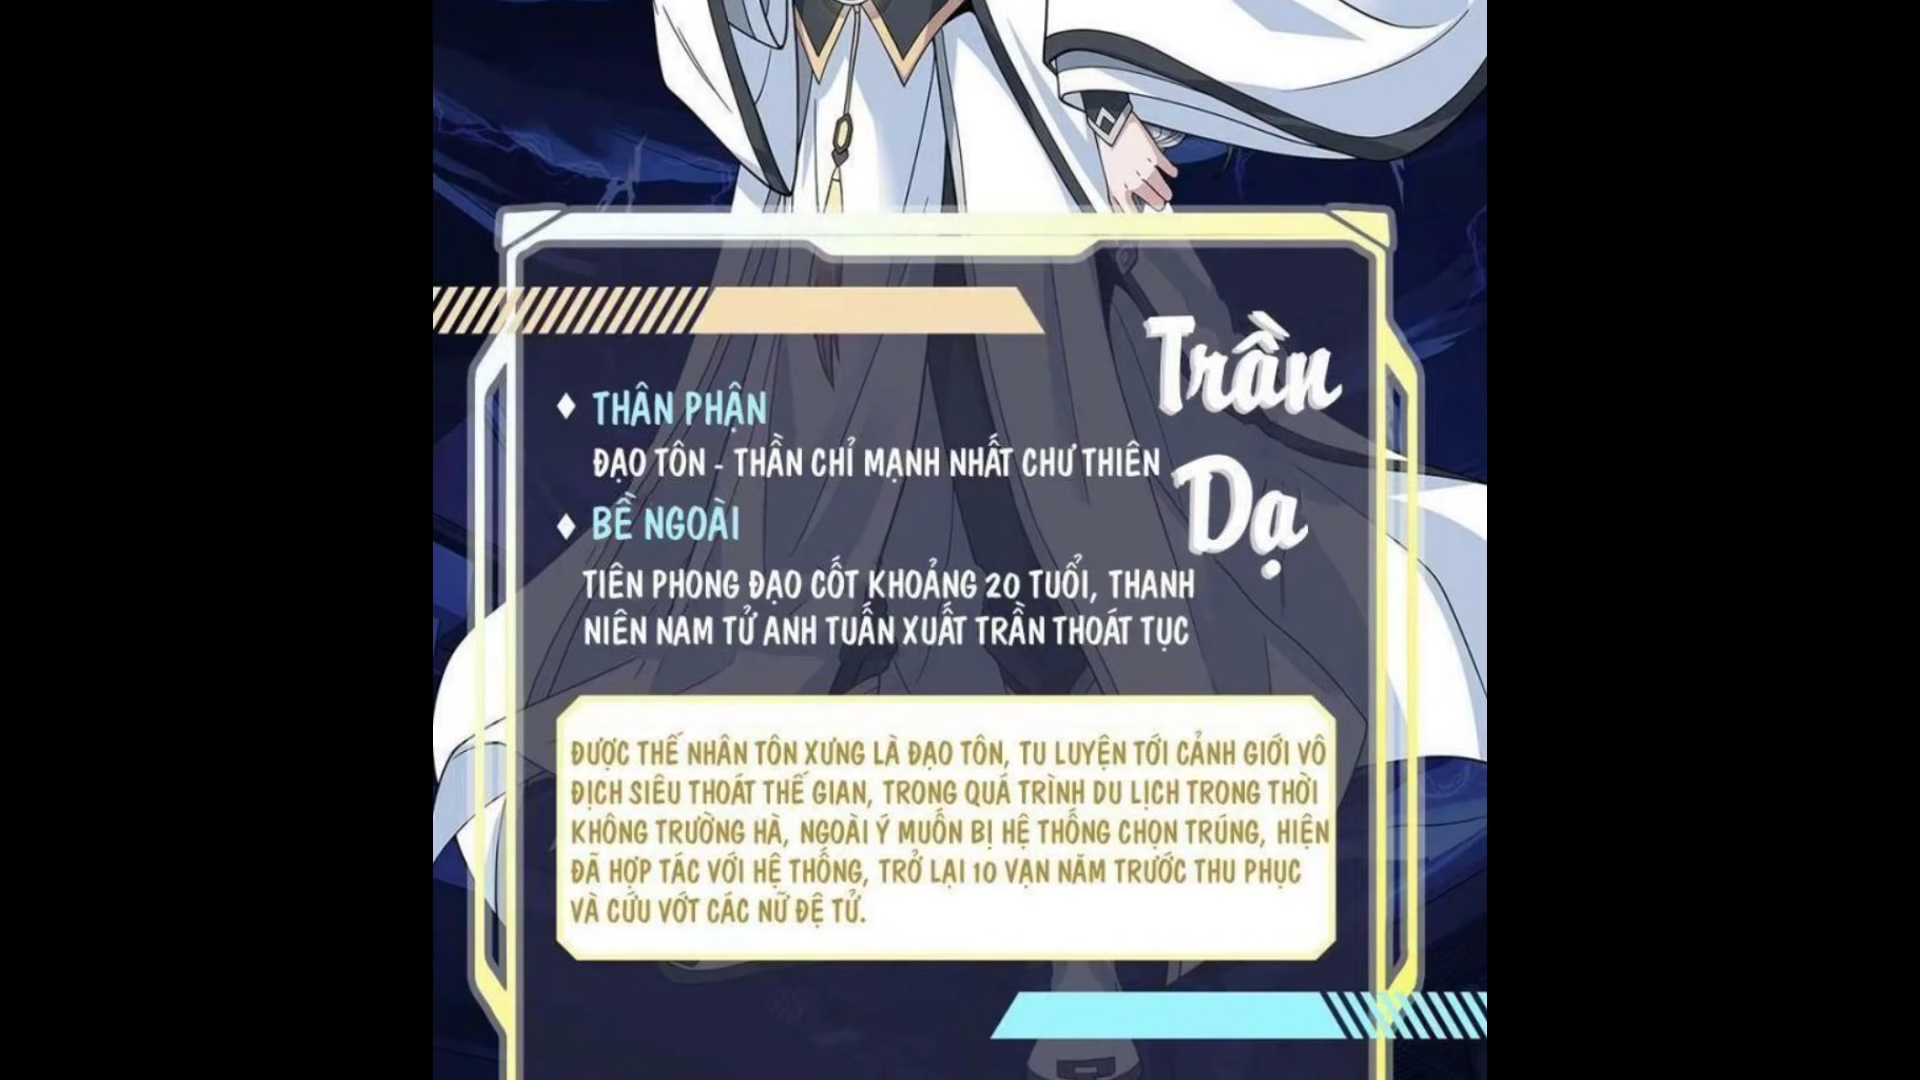 Trần
Dạ
THÂN PHẬN
ĐẠO TÔN - THẦN CHỈ MẠNH NHẤT CHƯ THIÊN
BỀ NGOÀI
TIÊN PHONG ĐẠO CỐT KHOẢNG 20 TUỔI, THANH
NIÊN NAM TỬ ANH TUẤN XUẤT TRẦN THOÁT TỤC
ĐƯỢC THẾ NHÂN TÔN XƯNG LÀ ĐẠO TÔN, TU LUYỆN TỚI CẢNH GIỚI VÔ
ĐỊCH SIÊU THOÁT THẾ GIAN, TRONG QUÁ TRÌNH DU LỊCH TRONG THỜI
KHÔNG TRƯỜNG HÀ, NGOÀI Ý MUỐN BỊ HỆ THỐNG CHỌN TRÚNG, HIỆN
ĐÃ HỢP TÁC VỚI HỆ THỐNG, TRỞ LẠI 10 VẠN NĂM TRƯỚC THU PHỤC
VÀ CỨU VỚT CÁC NỮ ĐỆ TỬ.